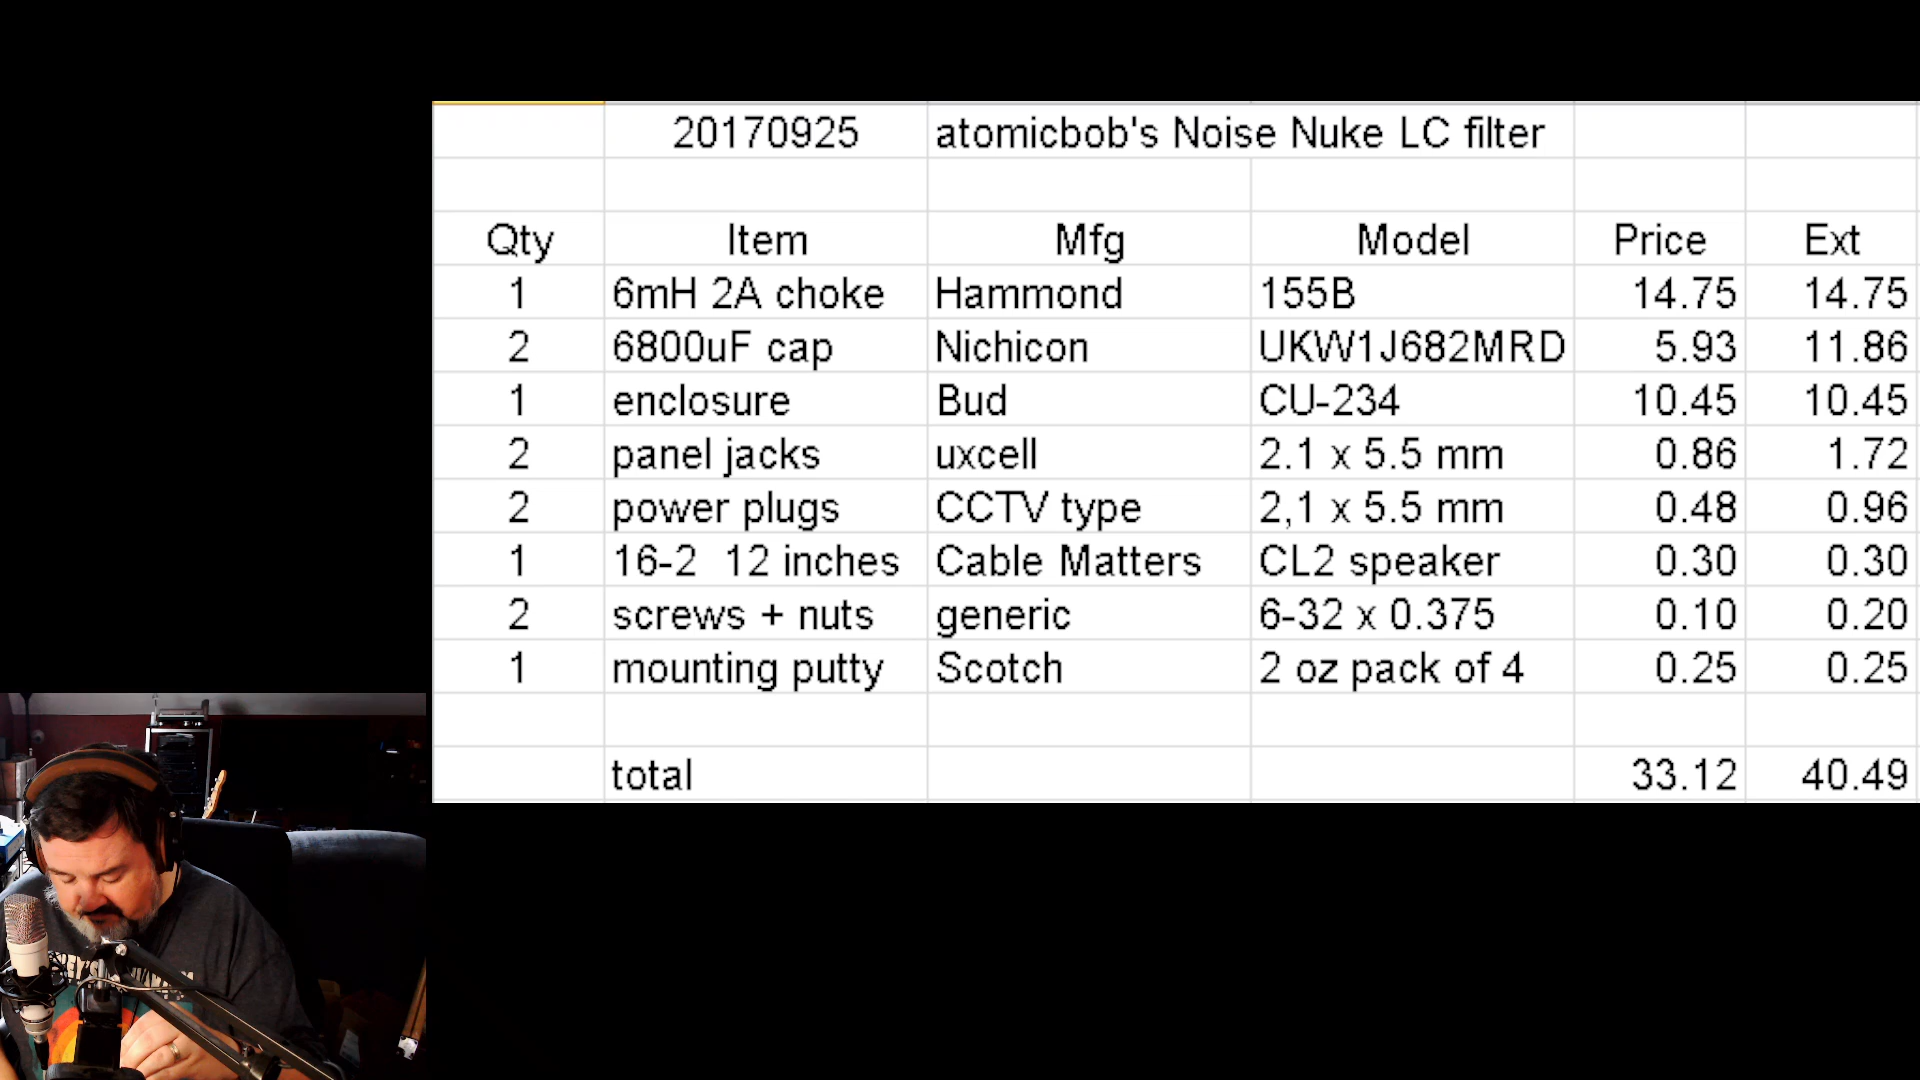 20170925 atomicbob's Noise Nuke LC filter
Qty Item Mfg Model Price Ext
1 6mH 2A choke Hammond 155B 14.75 14.75
2 6800uF cap Nichicon UKW1J682MRD 5.93 11.86
1 enclosure Bud CU-234 10.45 10.45
2 panel jacks uxcell 2.1 x 5.5 mm 0.86 1.72
2 power plugs CCTV type 2,1 x 5.5 mm 0.48 0.96
1 16-2 12 inches Cable Matters CL2 speaker 0.30 0.30
2 screws + nuts generic 6-32 x 0.375 0.10 0.20
1 mounting putty Scotch 2 oz pack of 4 0.25 0.25
total 33.12 40.49